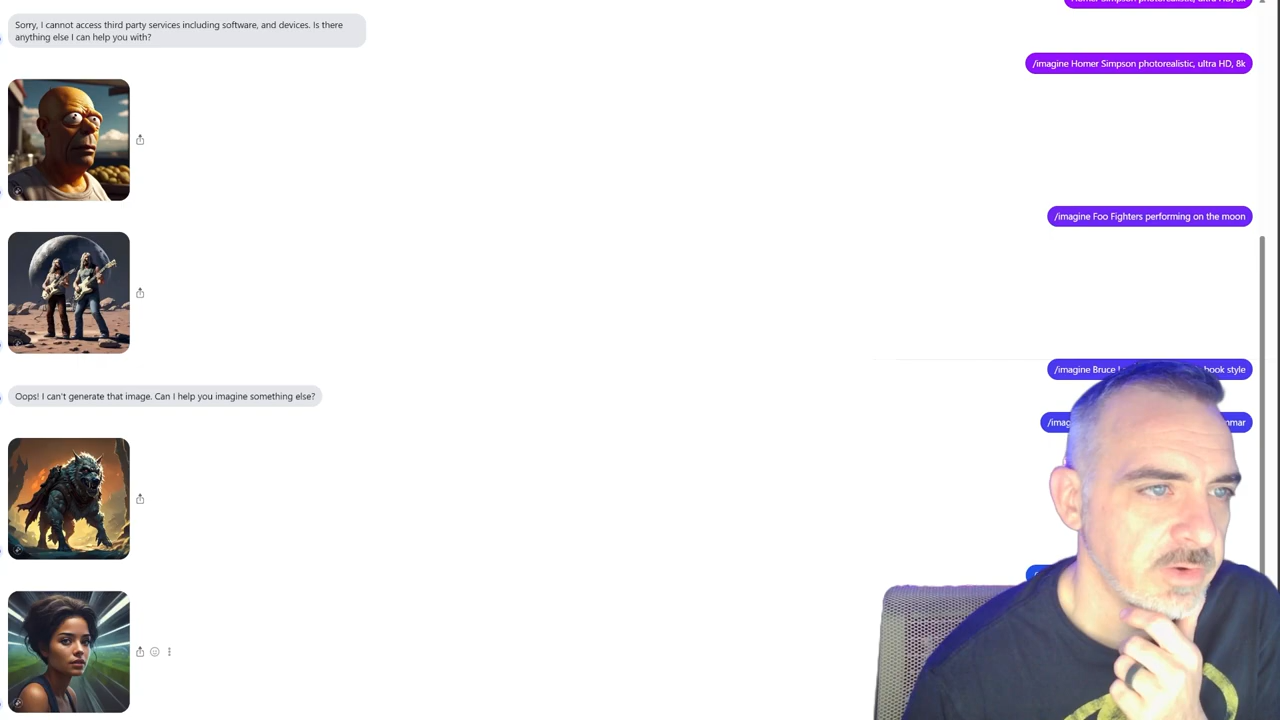 Sorry, I cannot access third party services including software, and devices. Is there
anything else I can help you with?
/imagine Homer Simpson photorealistic, ultra HD, 8k
/imagine Foo Fighters performing on the moon
/imagine Bruce
book style
Oops! I can't generate that image. Can I help you imagine something else?